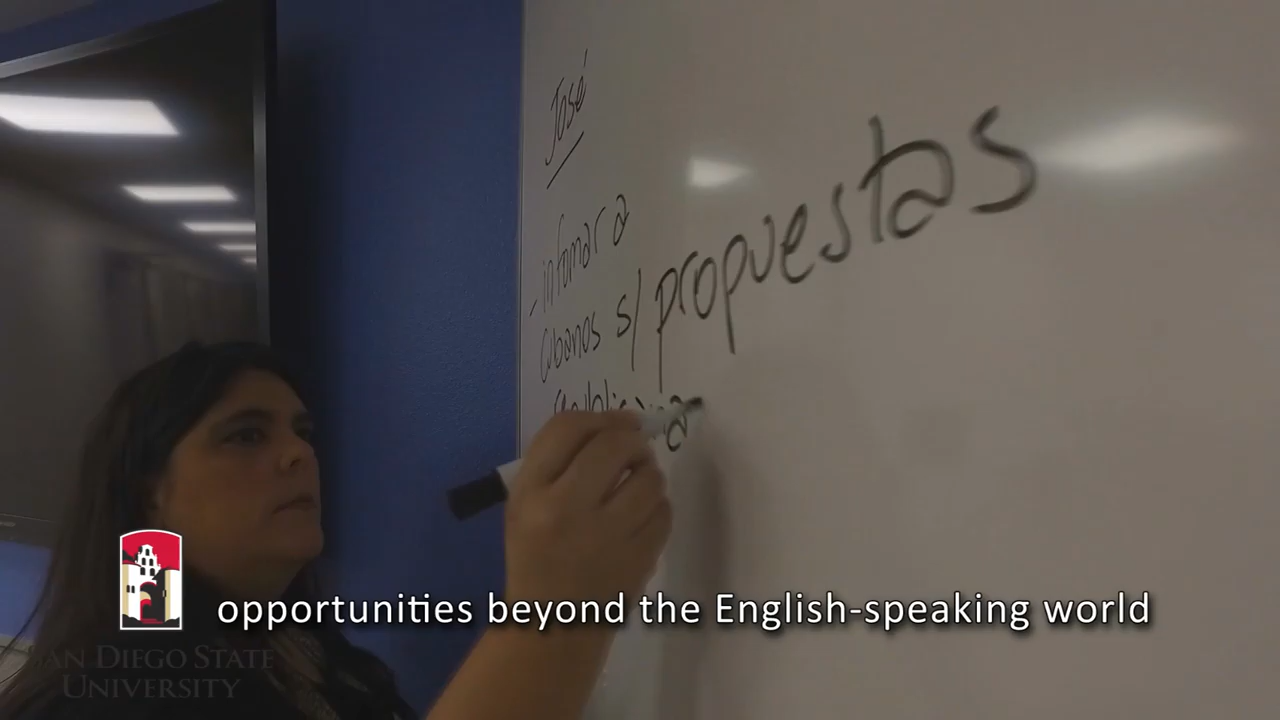 José
- informar a
cubanos s/ propuestas
opportunities beyond the English-speaking world
SAN DIEGO STATE
UNIVERSITY